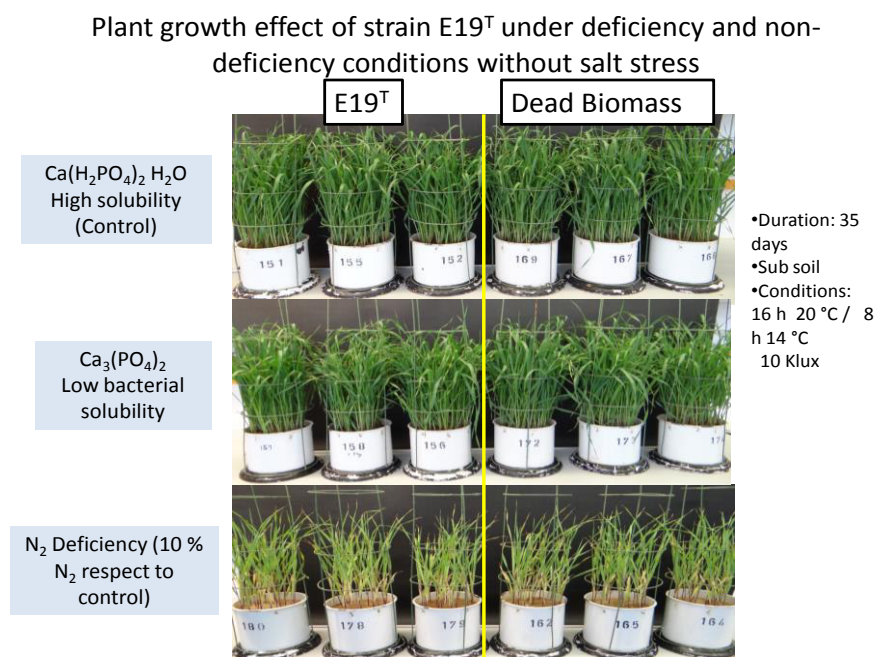 Plant growth effect of strain E19ᵀ under deficiency and non-
deficiency conditions without salt stress
E19ᵀ
Dead Biomass
Ca(H₂PO₄)₂ H₂O
High solubility
(Control)
151 155 152 169 167 168
•Duration: 35
days
•Sub soil
•Conditions:
16 h 20 °C / 8
h 14 °C
10 Klux
Ca₃(PO₄)₂
Low bacterial
solubility
158 156 172
N₂ Deficiency (10 %
N₂ respect to
control)
180 178 179 162 165 164